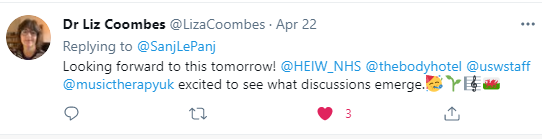 Dr Liz Coombes @LizaCoombes · Apr 22
Replying to @SanjLePanj
Looking forward to this tomorrow! @HEIW_NHS @thebodyhotel @uswstaff
@musictherapyuk excited to see what discussions emerge.🥳🌱🎼🏴󠁧󠁢󠁷󠁬󠁳󠁿
3